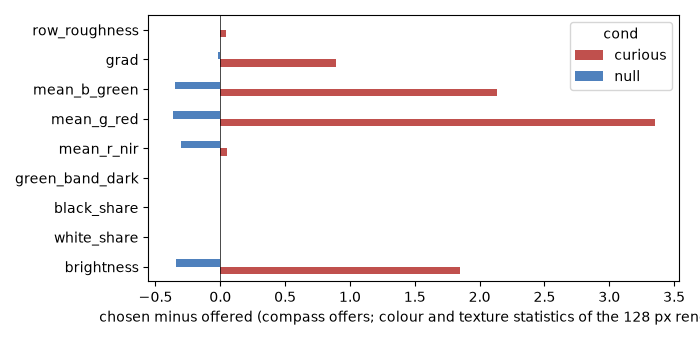 row_roughness
grad
mean_b_green
mean_g_red
mean_r_nir
green_band_dark
black_share
white_share
brightness
cond
curious
null
−0.5 0.0 0.5 1.0 1.5 2.0 2.5 3.0 3.5
chosen minus offered (compass offers; colour and texture statistics of the 128 px ren